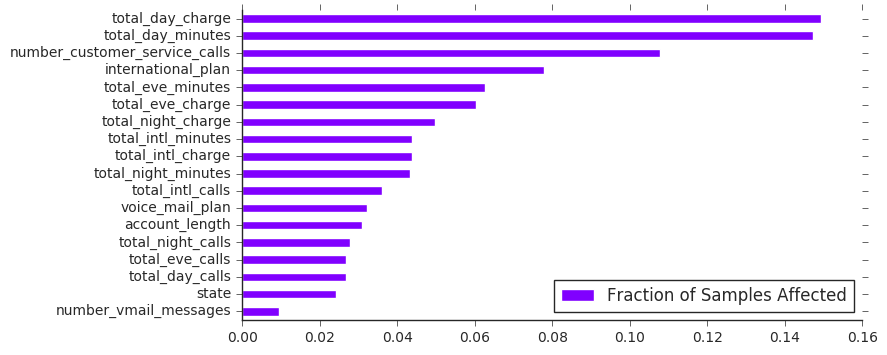 total_day_charge
total_day_minutes
number_customer_service_calls
international_plan
total_eve_minutes
total_eve_charge
total_night_charge
total_intl_minutes
total_intl_charge
total_night_minutes
total_intl_calls
voice_mail_plan
account_length
total_night_calls
total_eve_calls
total_day_calls
state
number_vmail_messages
Fraction of Samples Affected
0.00 0.02 0.04 0.06 0.08 0.10 0.12 0.14 0.16